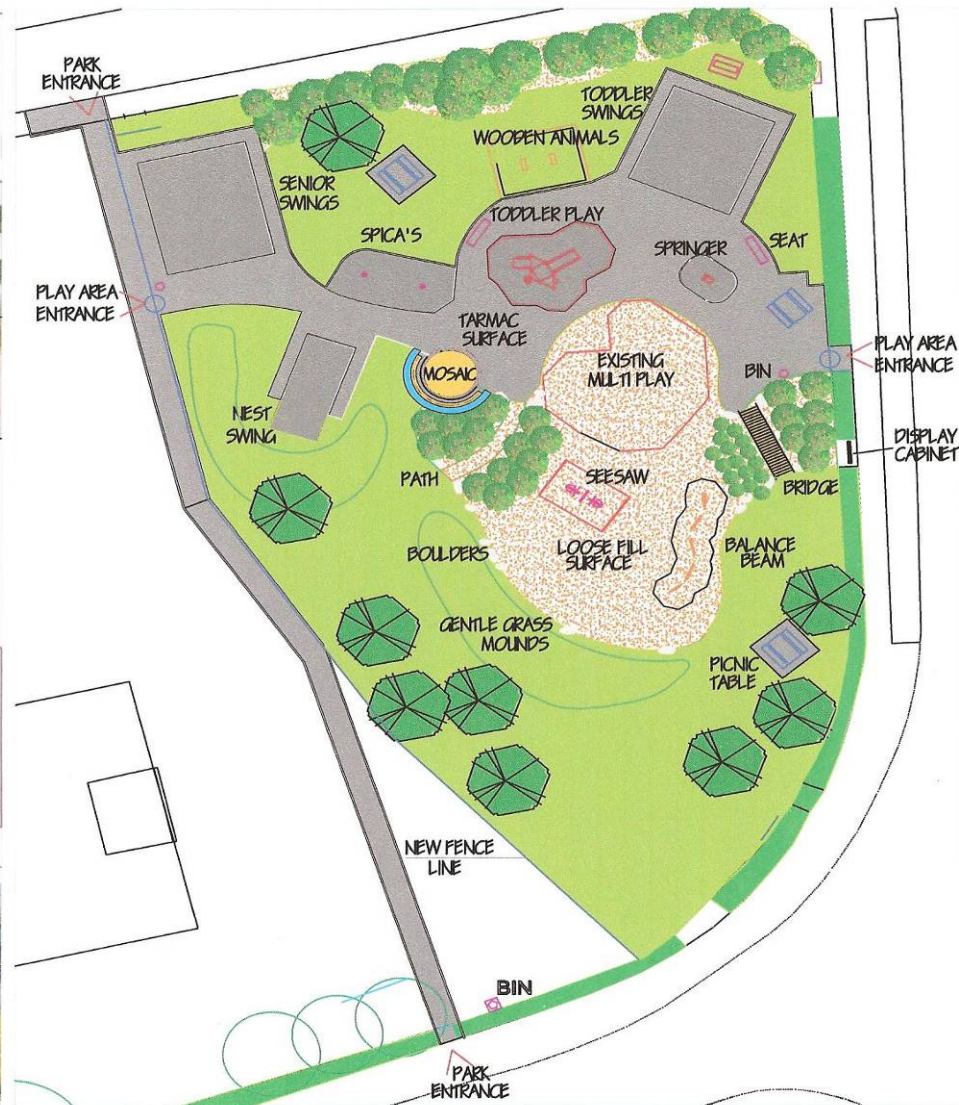 PARK
ENTRANCE
TODDLER
SWINGS
WOODEN ANIMALS
SENIOR
SWINGS
TODDLER PLAY
SPICA'S
SPRINGER
SEAT
PLAY AREA
ENTRANCE
TARMAC
SURFACE
EXISTING
MULTI PLAY
MOSAIC
BIN
PLAY AREA
ENTRANCE
NEST
SWING
DISPLAY
CABINET
PATH
SEESAW
BRIDGE
BOULDERS
LOOSE FILL
SURFACE
BALANCE
BEAM
GENTLE GRASS
MOUNDS
PICNIC
TABLE
NEW FENCE
LINE
BIN
PARK
ENTRANCE